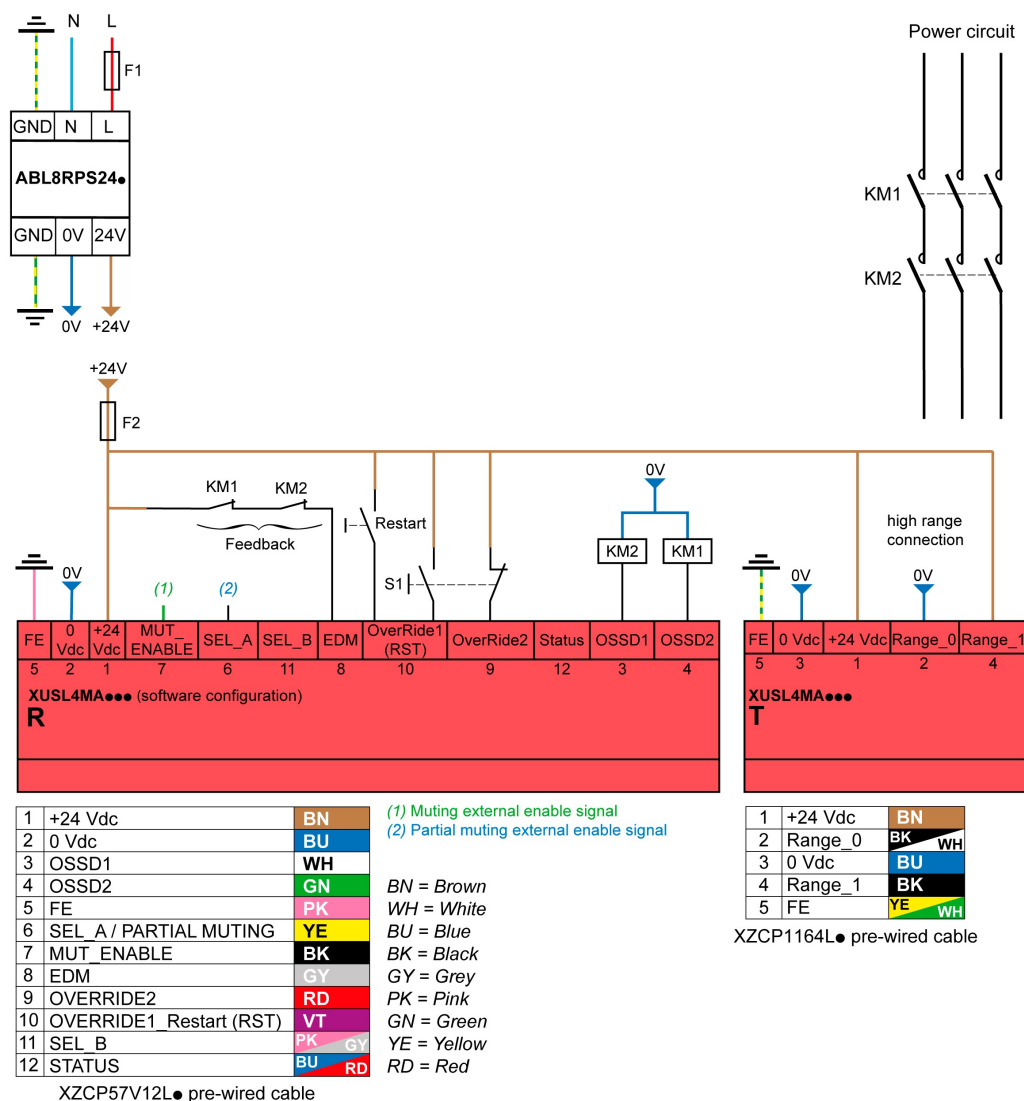 N L
Power circuit
F1
GND N L
ABL8RPS24●
GND 0V 24V
0V +24V
KM1
KM2
+24V
F2
KM1 KM2
Feedback
Restart
S1
0V
KM2 KM1
high range
connection
0V
(1) (2)
0V 0V
FE 0 Vdc +24 Vdc MUT_ENABLE SEL_A SEL_B EDM OverRide1 (RST) OverRide2 Status OSSD1 OSSD2
5 2 1 7 6 11 8 10 9 12 3 4
XUSL4MA●●● (software configuration)
R
FE 0 Vdc +24 Vdc Range_0 Range_1
5 3 1 2 4
XUSL4MA●●●
T
1 +24 Vdc BN
2 0 Vdc BU
3 OSSD1 WH
4 OSSD2 GN
5 FE PK
6 SEL_A / PARTIAL MUTING YE
7 MUT_ENABLE BK
8 EDM GY
9 OVERRIDE2 RD
10 OVERRIDE1_Restart (RST) VT
11 SEL_B PK GY
12 STATUS BU RD
XZCP57V12L● pre-wired cable
(1) Muting external enable signal
(2) Partial muting external enable signal
BN = Brown
WH = White
BU = Blue
BK = Black
GY = Grey
PK = Pink
GN = Green
YE = Yellow
RD = Red
1 +24 Vdc BN
2 Range_0 BK WH
3 0 Vdc BU
4 Range_1 BK
5 FE YE WH
XZCP1164L● pre-wired cable